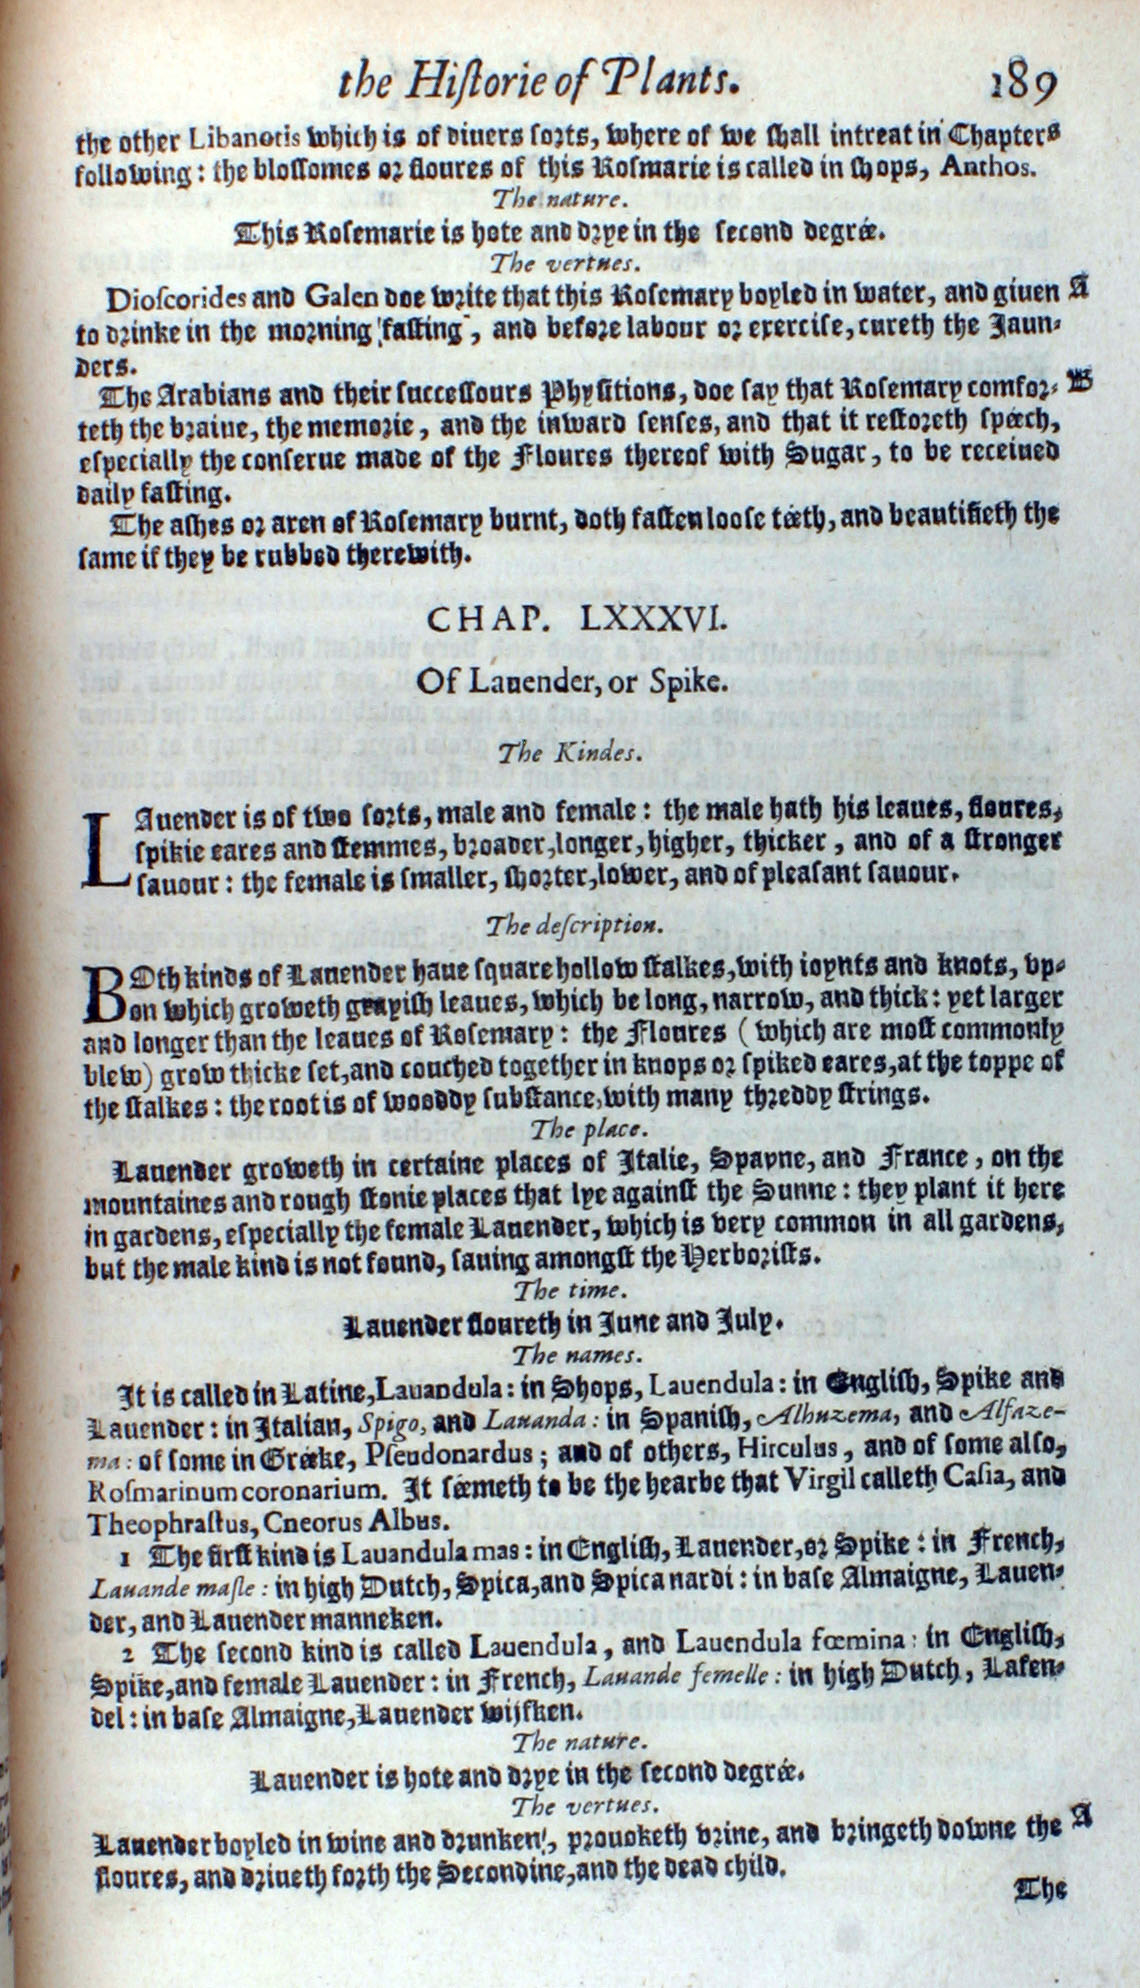 the Hiſtorie of Plants. 189
the other Libanotis which is of diuers ſorts, where of we ſhall intreat in Chapters
following: the bloſſomes or floures of this Roſmarie is called in ſhops, Anthos.
The nature.
This Roſemarie is hote and drye in the ſecond degrée.
The vertues.
Dioſcorides and Galen doe write that this Roſemary boyled in water, and giuen A
to drinke in the morning faſting, and before labour or exerciſe, cureth the Jaun-
ders.
The Arabians and their ſucceſſours Phyſitions, doe ſay that Roſemary comfor- B
teth the braine, the memorie, and the inward ſenſes, and that it reſtoreth ſpéech,
eſpecially the conſerue made of the Floures thereof with Sugar, to be receiued
daily faſting.
The aſhes or aren of Roſemary burnt, doth faſten looſe téeth, and beautifieth the
ſame if they be rubbed therewith.
CHAP. LXXXVI.
Of Lauender, or Spike.
The Kindes.
LAuender is of two ſorts, male and female: the male hath his leaues, floures,
ſpikie eares and ſtemmes, broader, longer, higher, thicker, and of a ſtronger
ſauour: the female is ſmaller, ſhorter, lower, and of pleaſant ſauour.
The deſcription.
BOth kinds of Lauender haue ſquare hollow ſtalkes, with ioynts and knots, vp-
on which groweth grayiſh leaues, which be long, narrow, and thick: yet larger
and longer than the leaues of Roſemary: the Floures (which are moſt commonly
blew) grow thicke ſet, and couched together in knops or ſpiked eares, at the toppe of
the ſtalkes: the root is of wooddy ſubſtance, with many threddy ſtrings.
The place.
Lauender groweth in certaine places of Italie, Spayne, and France, on the
mountaines and rough ſtonie places that lye againſt the Sunne: they plant it here
in gardens, eſpecially the female Lauender, which is very common in all gardens,
but the male kind is not found, ſauing amongſt the Herboriſts.
The time.
Lauender floureth in June and July.
The names.
It is called in Latine, Lauandula: in Shops, Lauendula: in Engliſh, Spike and
Lauender: in Italian, Spigo, and Lauanda: in Spaniſh, Alhuzema, and Alfaze-
ma: of ſome in Gréeke, Pſeudonardus; and of others, Hirculus, and of ſome alſo,
Roſmarinum coronarium. It ſéemeth to be the hearbe that Virgil calleth Caſia, and
Theophraſtus, Cneorus Albus.
1 The firſt kind is Lauandula mas: in Engliſh, Lauender, or Spike: in French,
Lauande maſle: in high Dutch, Spica, and Spica nardi: in baſe Almaigne, Lauen-
der, and Lauender manneken.
2 The ſecond kind is called Lauendula, and Lauendula fœmina: in Engliſh,
Spike, and female Lauender: in French, Lauande femelle: in high Dutch, Lafen-
del: in baſe Almaigne, Lauender wijfken.
The nature.
Lauender is hote and drye in the ſecond degrée.
The vertues.
Lauender boyled in wine and drunken, prouoketh vrine, and bringeth downe the A
floures, and driueth forth the Secondine, and the dead child.
The